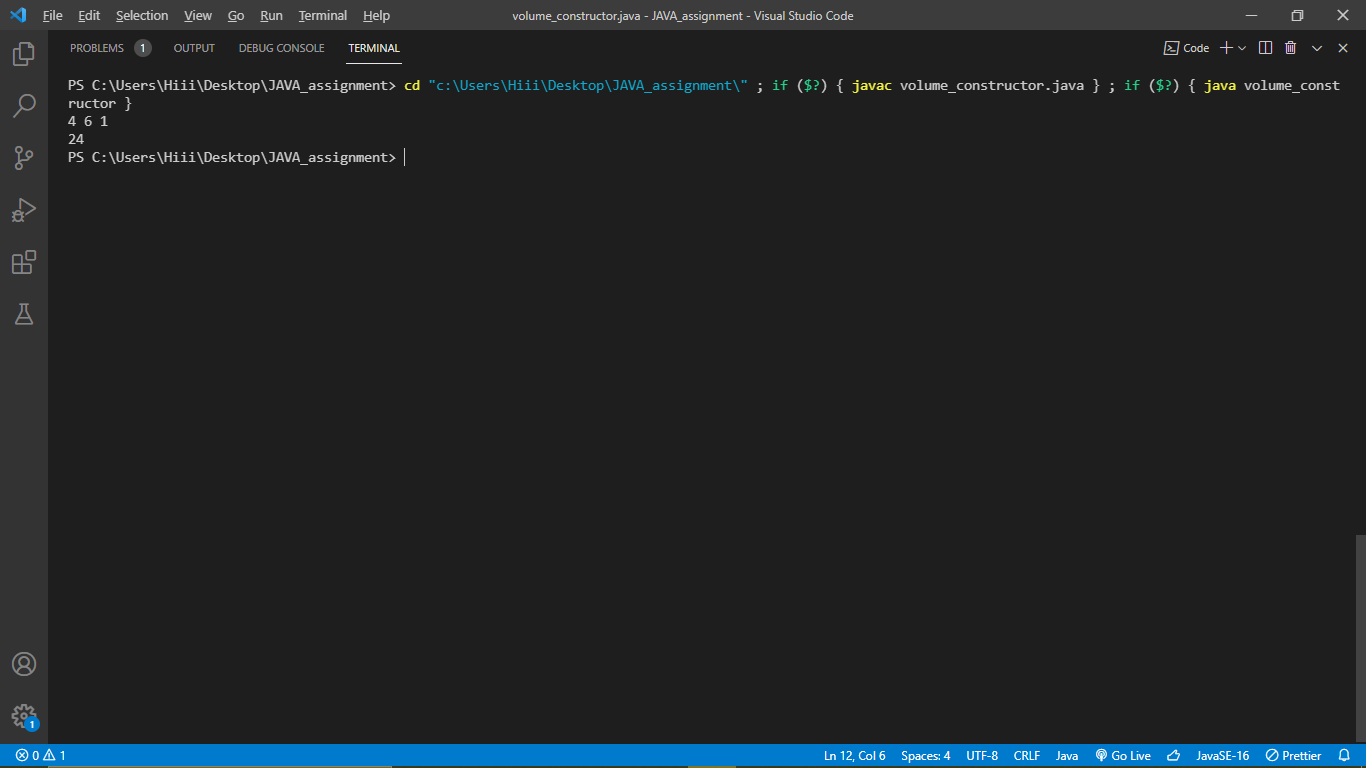 File Edit Selection View Go Run Terminal Help volume_constructor.java - JAVA_assignment - Visual Studio Code
PROBLEMS 1 OUTPUT DEBUG CONSOLE TERMINAL Code
PS C:\Users\Hiii\Desktop\JAVA_assignment> cd "c:\Users\Hiii\Desktop\JAVA_assignment\" ; if ($?) { javac volume_constructor.java } ; if ($?) { java volume_const
ructor }
4 6 1
24
PS C:\Users\Hiii\Desktop\JAVA_assignment>
1
0 1 Ln 12, Col 6 Spaces: 4 UTF-8 CRLF Java Go Live JavaSE-16 Prettier